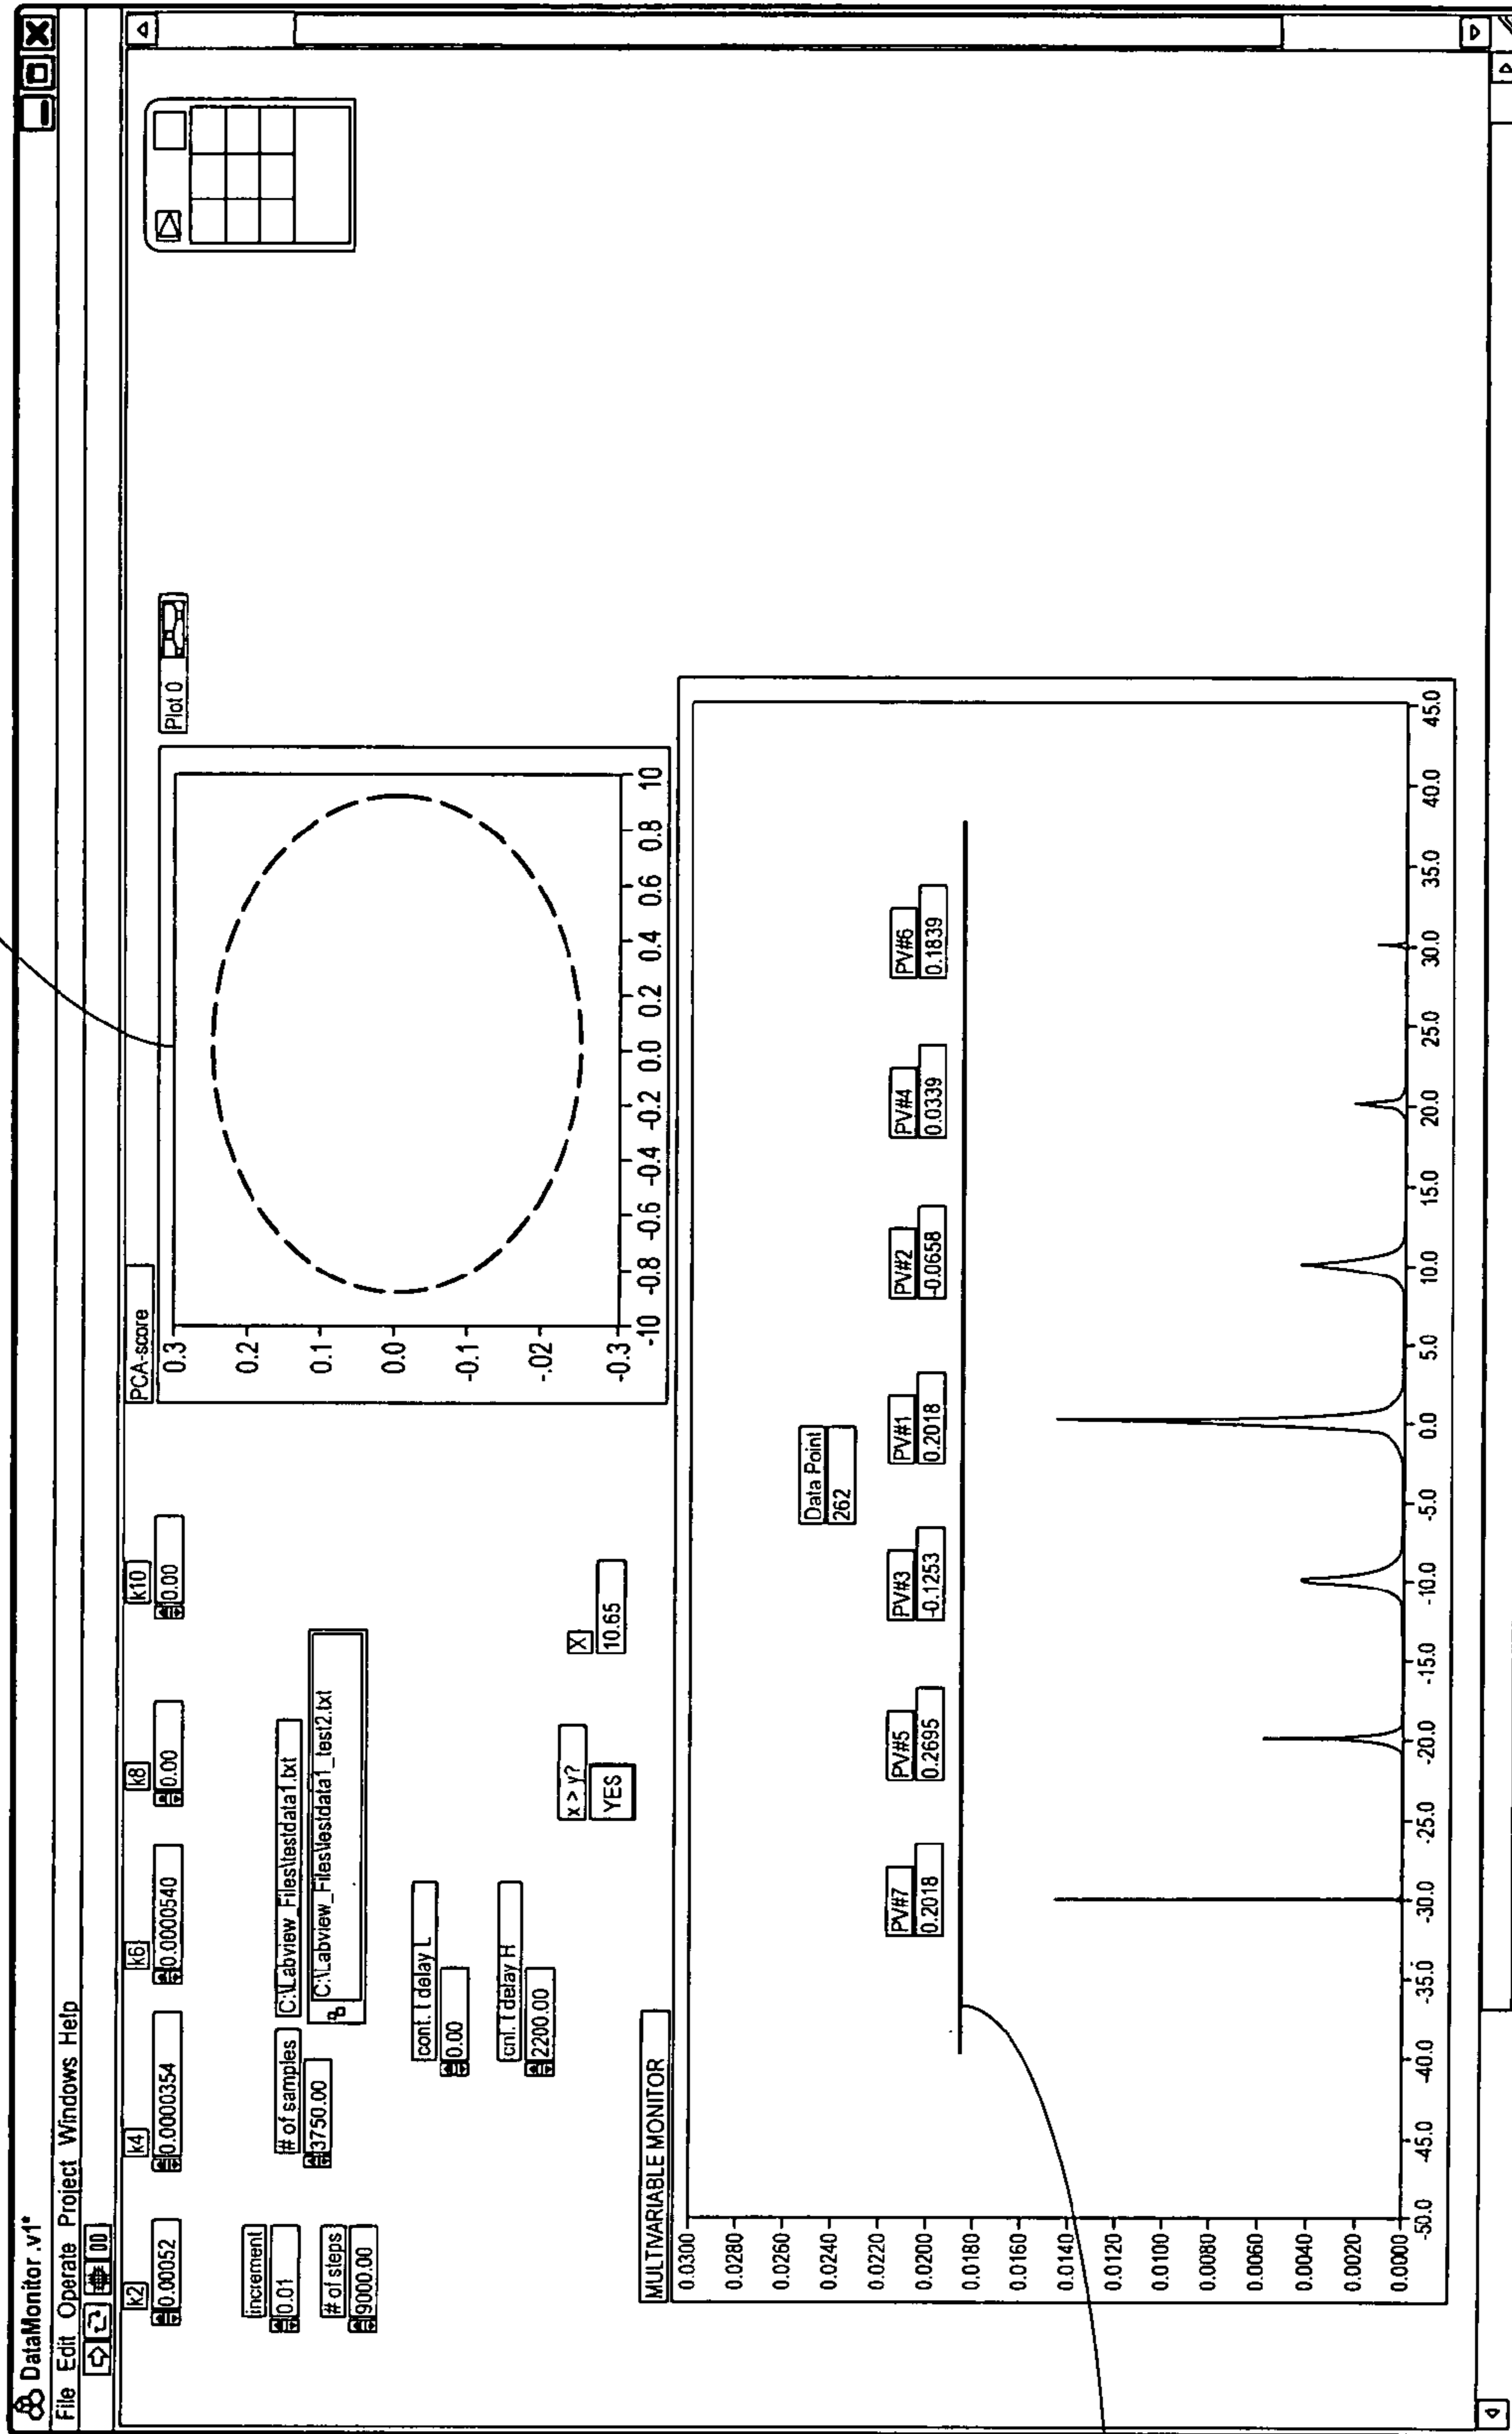 DataMonitor .v1*
File Edit Operate Project Windows Help
k2
0.00052
k4
0.0000354
k6
0.0000540
k8
0.00
k10
0.00
increment
0.01
# of steps
9000.00
# of samples
3750.00
C:\Labview_Files\testdata1.txt
C:\Labview_Files\testdata1_test2.txt
cont. t delay L
0.00
cnl. t delay H
2200.00
x > y?
YES
X
10.65
PCA-score
Plot 0
0.3
0.2
0.1
0.0
-0.1
-.02
-0.3
-10 -0.8 -0.6 -0.4 -0.2 0.0 0.2 0.4 0.6 0.8 10
MULTIVARIABLE MONITOR
0.0300
0.0280
0.0260
0.0240
0.0220
0.0200
0.0180
0.0160
0.0140
0.0120
0.0100
0.0080
0.0060
0.0040
0.0020
0.0000
Data Point
262
PV#7
0.2018
PV#5
0.2695
PV#3
-0.1253
PV#1
0.2018
PV#2
-0.0658
PV#4
0.0339
PV#6
0.1839
-50.0 -45.0 -40.0 -35.0 -30.0 -25.0 -20.0 -15.0 -10.0 -5.0 0.0 5.0 10.0 15.0 20.0 25.0 30.0 35.0 40.0 45.0